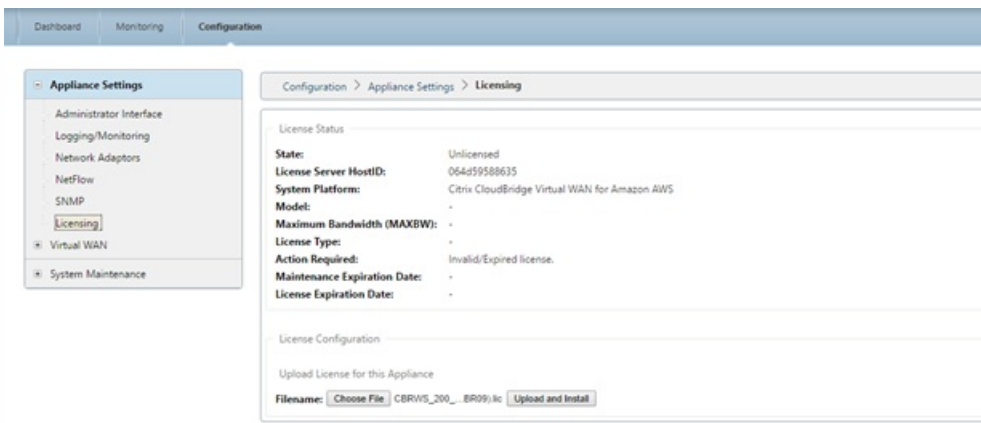 Dashboard Monitoring Configuration
Appliance Settings
Administrator Interface
Logging/Monitoring
Network Adaptors
NetFlow
SNMP
Licensing
Virtual WAN
System Maintenance
Configuration > Appliance Settings > Licensing
License Status
State: Unlicensed
License Server HostID: 064d59588635
System Platform: Citrix CloudBridge Virtual WAN for Amazon AWS
Model: -
Maximum Bandwidth (MAXBW): -
License Type: -
Action Required: Invalid/Expired license.
Maintenance Expiration Date: -
License Expiration Date: -
License Configuration
Upload License for this Appliance
Filename: Choose File CBRWS_200_...BR09).lic Upload and Install